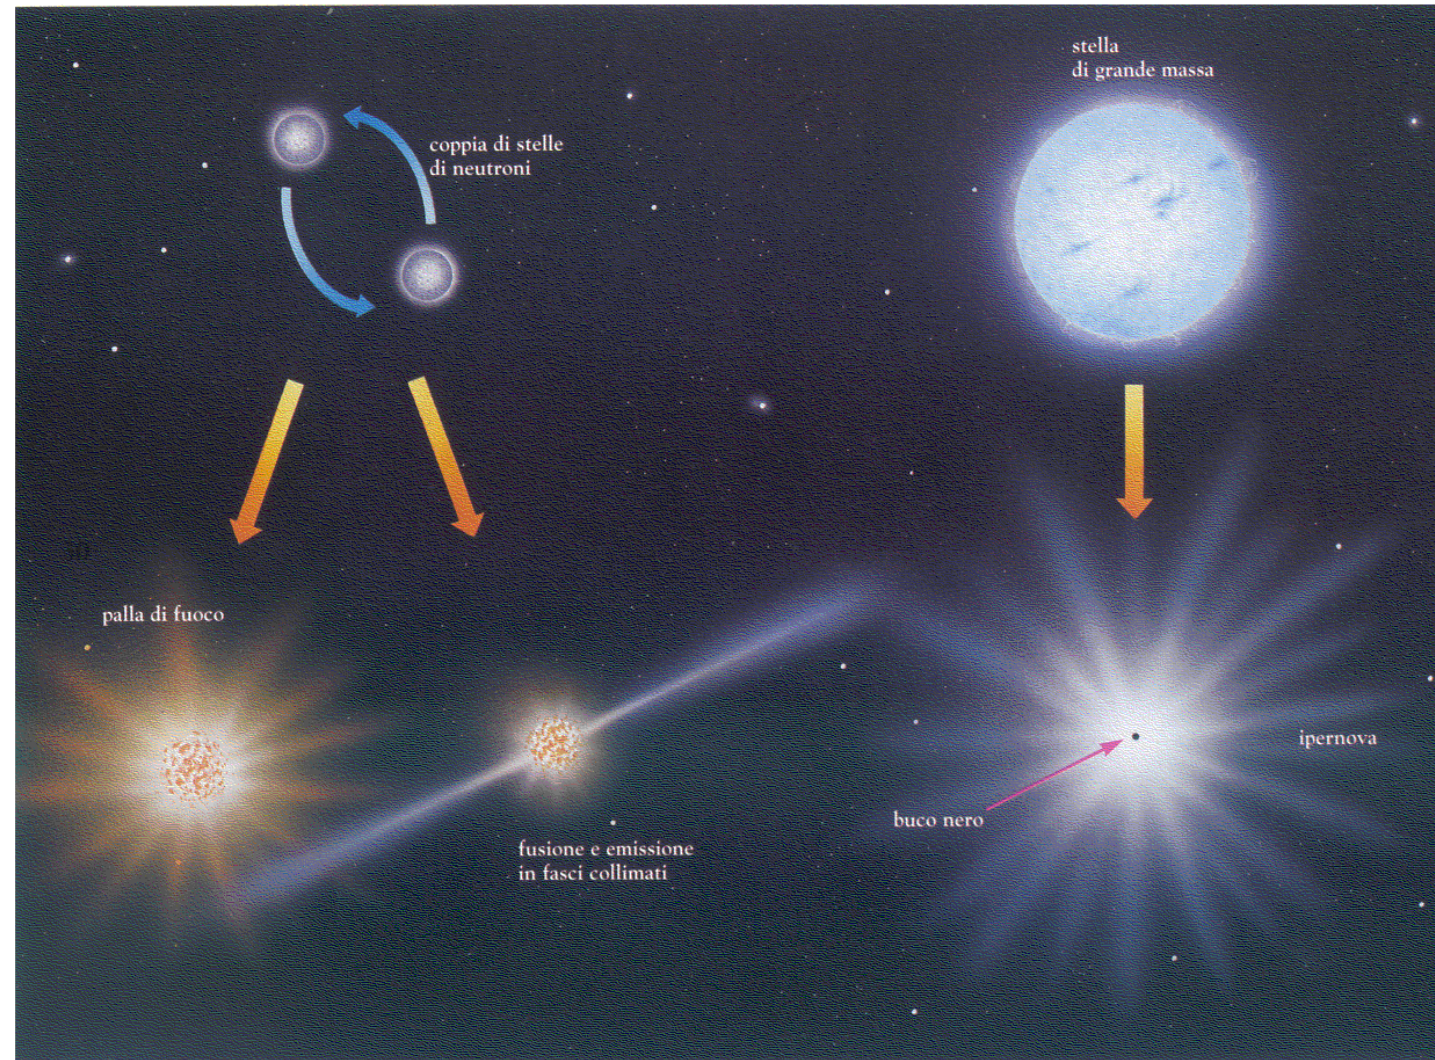 stella
di grande massa
coppia di stelle
di neutroni
palla di fuoco
ipernova
buco nero
fusione e emissione
in fasci collimati